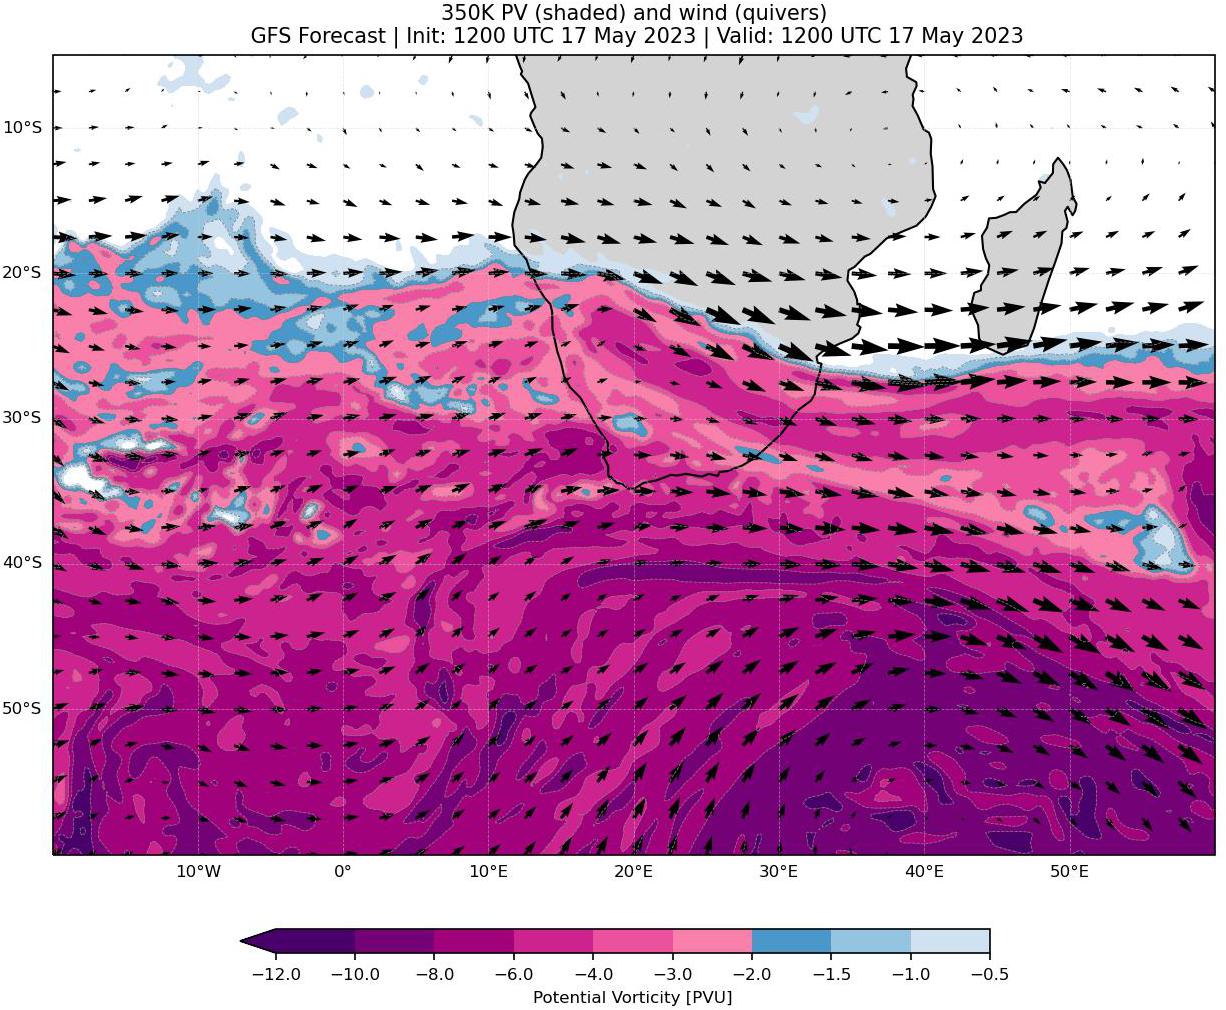 350K PV (shaded) and wind (quivers)
GFS Forecast | Init: 1200 UTC 17 May 2023 | Valid: 1200 UTC 17 May 2023
10°S
20°S
30°S
40°S
50°S
10°W 0° 10°E 20°E 30°E 40°E 50°E
−12.0 −10.0 −8.0 −6.0 −4.0 −3.0 −2.0 −1.5 −1.0 −0.5
Potential Vorticity [PVU]